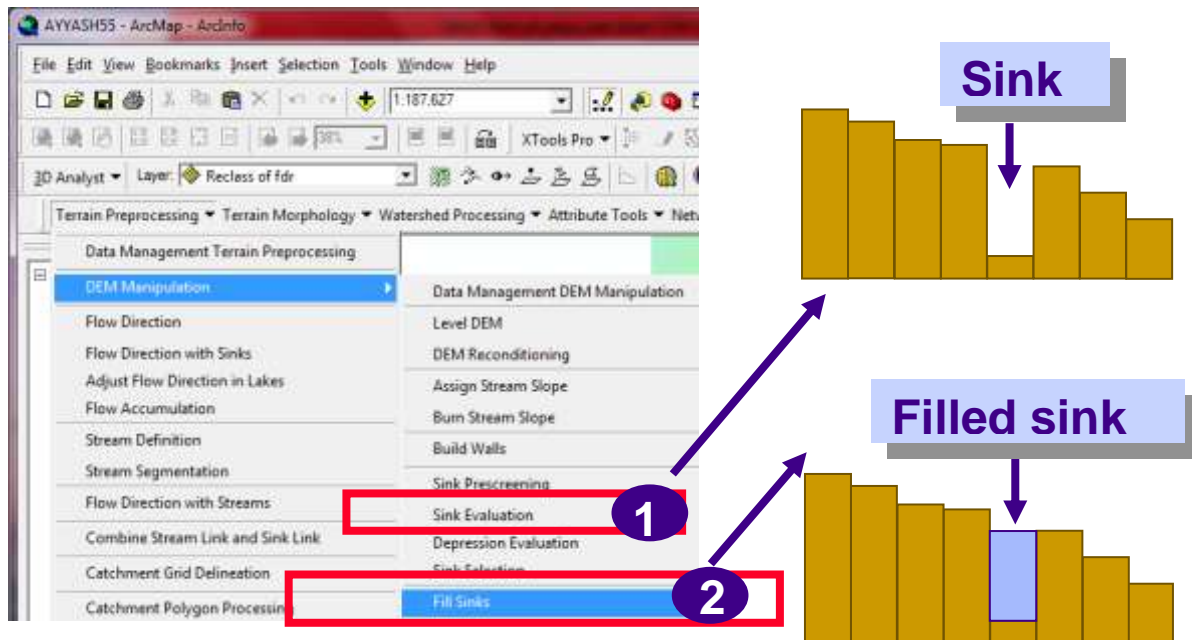 AYYASH55 - ArcMap - ArcInfo
File Edit View Bookmarks Insert Selection Tools Window Help
1:187,627
38%
XTools Pro
3D Analyst Layer: Reclass of fdr
Terrain Preprocessing Terrain Morphology Watershed Processing Attribute Tools
Data Management Terrain Preprocessing
DEM Manipulation
Flow Direction
Flow Direction with Sinks
Adjust Flow Direction in Lakes
Flow Accumulation
Stream Definition
Stream Segmentation
Flow Direction with Streams
Combine Stream Link and Sink Link
Catchment Grid Delineation
Catchment Polygon Processin
Data Management DEM Manipulation
Level DEM
DEM Reconditioning
Assign Stream Slope
Burn Stream Slope
Build Walls
Sink Prescreening
Sink Evaluation
Depression Evaluation
Sink Selection
Fill Sinks
1
2
Sink
Filled sink